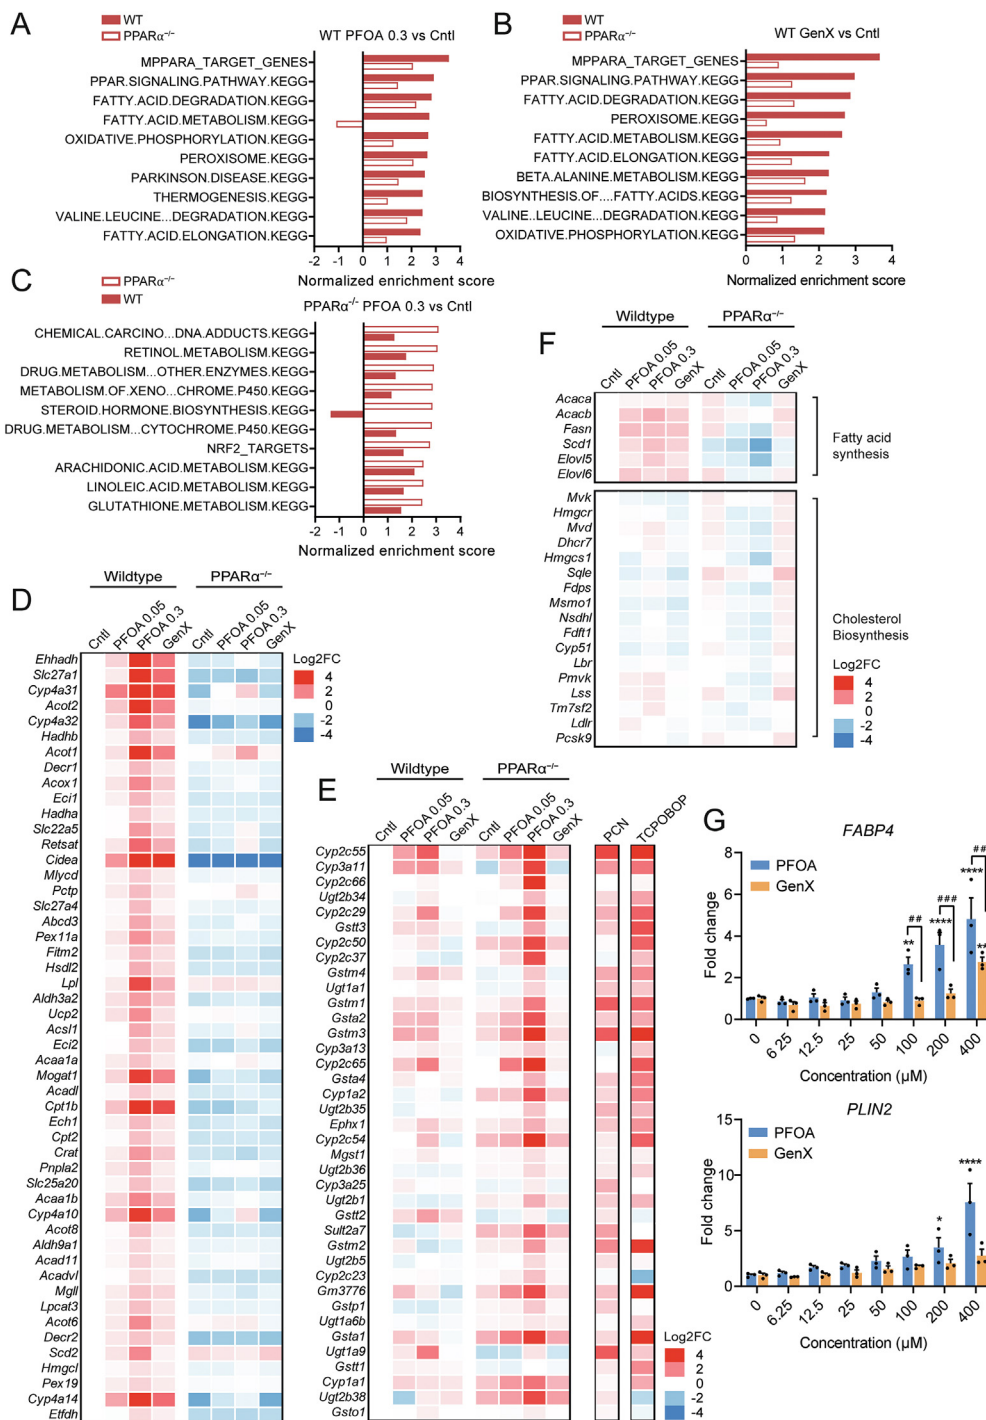 A
WT
PPARα−/−
WT PFOA 0.3 vs Cntl
MPPARA_TARGET_GENES
PPAR.SIGNALING.PATHWAY.KEGG
FATTY.ACID.DEGRADATION.KEGG
FATTY.ACID.METABOLISM.KEGG
OXIDATIVE.PHOSPHORYLATION.KEGG
PEROXISOME.KEGG
PARKINSON.DISEASE.KEGG
THERMOGENESIS.KEGG
VALINE.LEUCINE...DEGRADATION.KEGG
FATTY.ACID.ELONGATION.KEGG
-2 -1 0 1 2 3 4
Normalized enrichment score
B
WT
PPARα−/−
WT GenX vs Cntl
MPPARA_TARGET_GENES
PPAR.SIGNALING.PATHWAY.KEGG
FATTY.ACID.DEGRADATION.KEGG
PEROXISOME.KEGG
FATTY.ACID.METABOLISM.KEGG
FATTY.ACID.ELONGATION.KEGG
BETA.ALANINE.METABOLISM.KEGG
BIOSYNTHESIS.OF....FATTY.ACIDS.KEGG
VALINE..LEUCINE...DEGRADATION.KEGG
OXIDATIVE.PHOSPHORYLATION.KEGG
0 1 2 3 4
Normalized enrichment score
C
PPARα−/−
WT
PPARα−/− PFOA 0.3 vs Cntl
CHEMICAL.CARCINO...DNA.ADDUCTS.KEGG
RETINOL.METABOLISM.KEGG
DRUG.METABOLISM...OTHER.ENZYMES.KEGG
METABOLISM.OF.XENO...CHROME.P450.KEGG
STEROID.HORMONE.BIOSYNTHESIS.KEGG
DRUG.METABOLISM...CYTOCHROME.P450.KEGG
NRF2_TARGETS
ARACHIDONIC.ACID.METABOLISM.KEGG
LINOLEIC.ACID.METABOLISM.KEGG
GLUTATHIONE.METABOLISM.KEGG
-2 -1 0 1 2 3 4
Normalized enrichment score
D
Wildtype PPARα−/−
Cntl PFOA 0.05 PFOA 0.3 GenX Cntl PFOA 0.05 PFOA 0.3 GenX
Ehhadh
Slc27a1
Cyp4a31
Acot2
Cyp4a32
Hadhb
Acot1
Decr1
Acox1
Eci1
Hadha
Slc22a5
Retsat
Cidea
Mlycd
Pctp
Slc27a4
Abcd3
Pex11a
Fitm2
Hsdl2
Lpl
Aldh3a2
Ucp2
Acsl1
Eci2
Acaa1a
Mogat1
Acadl
Cpt1b
Ech1
Cpt2
Crat
Pnpla2
Slc25a20
Acaa1b
Cyp4a10
Acot8
Aldh9a1
Acad11
Acadvl
Mgll
Lpcat3
Acot6
Decr2
Scd2
Hmgcl
Pex19
Cyp4a14
Etfdh
Log2FC
4
2
0
-2
-4
E
Wildtype PPARα−/−
Cntl PFOA 0.05 PFOA 0.3 GenX Cntl PFOA 0.05 PFOA 0.3 GenX PCN TCPOBOP
Cyp2c55
Cyp3a11
Cyp2c66
Ugt2b34
Cyp2c29
Gstt3
Cyp2c50
Cyp2c37
Gstm4
Ugt1a1
Gstm1
Gsta2
Gstm3
Cyp3a13
Cyp2c65
Gsta4
Cyp1a2
Ugt2b35
Ephx1
Cyp2c54
Mgst1
Ugt2b36
Cyp3a25
Ugt2b1
Gstt2
Sult2a7
Gstm2
Ugt2b5
Cyp2c23
Gm3776
Gstp1
Ugt1a6b
Gsta1
Ugt1a9
Gstt1
Cyp1a1
Ugt2b38
Gsto1
Log2FC
4
2
0
-2
-4
F
Wildtype PPARα−/−
Cntl PFOA 0.05 PFOA 0.3 GenX Cntl PFOA 0.05 PFOA 0.3 GenX
Acaca
Acacb
Fasn
Scd1
Elovl5
Elovl6
Fatty acid
synthesis
Mvk
Hmgcr
Mvd
Dhcr7
Hmgcs1
Sqle
Fdps
Msmo1
Nsdhl
Fdft1
Cyp51
Lbr
Pmvk
Lss
Tm7sf2
Ldlr
Pcsk9
Cholesterol
Biosynthesis
Log2FC
4
2
0
-2
-4
G
FABP4
PFOA
GenX
Fold change
8
6
4
2
0
** ## **** ### **** ## **
0 6 25 12.5 25 50 100 200 400
Concentration (µM)
PLIN2
PFOA
GenX
Fold change
15
10
5
0
* ****
0 6.25 12.5 25 50 100 200 400
Concentration (µM)